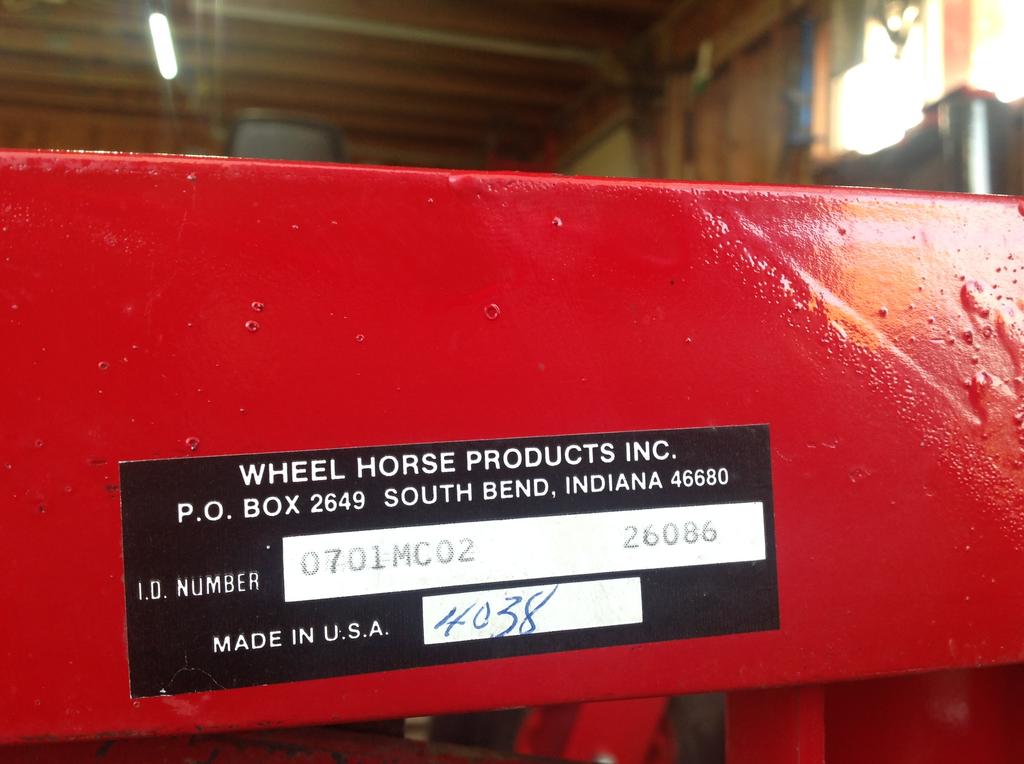 WHEEL HORSE PRODUCTS INC.
P.O. BOX 2649 SOUTH BEND, INDIANA 46680
I.D. NUMBER 0701MC02 26086
MADE IN U.S.A. 4038